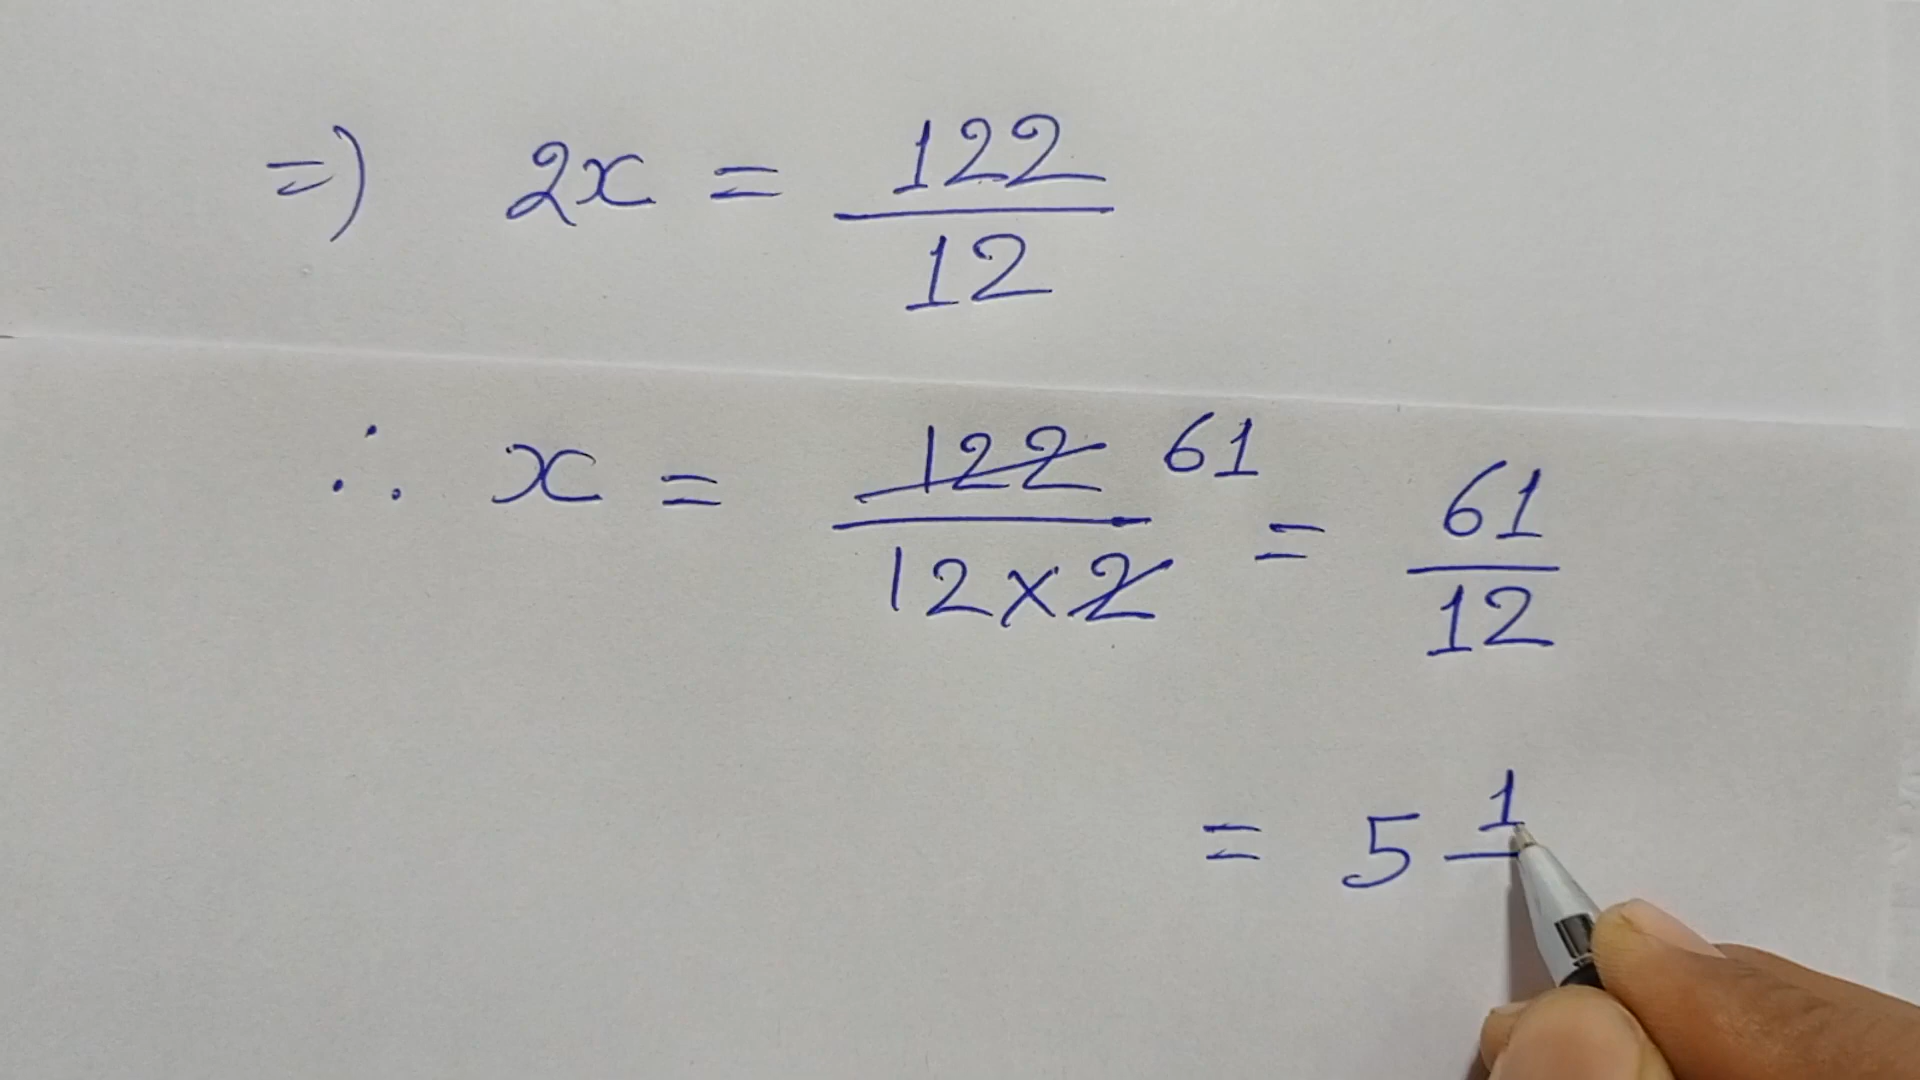 =) 2x = 122/12
∴ x = 122/12×2 61 = 61/12
= 5 1/